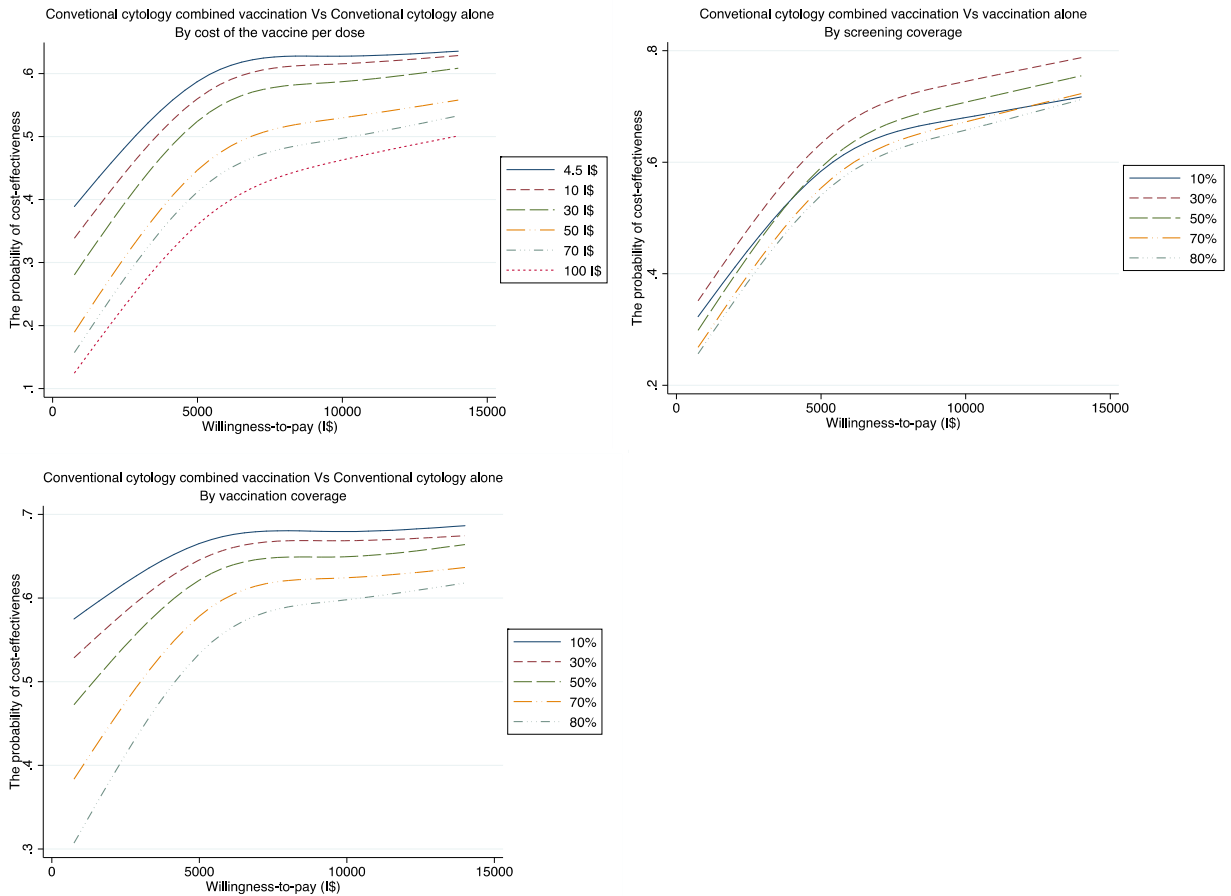 Convetional cytology combined vaccination Vs Convetional cytology alone
By cost of the vaccine per dose
The probability of cost-effectiveness
.6
.5
.4
.3
.2
.1
0
5000
10000
15000
Willingness-to-pay (I$)
4.5 I$
10 I$
30 I$
50 I$
70 I$
100 I$
Conventional cytology combined vaccination Vs vaccination alone
By screening coverage
The probability of cost-effectiveness
.8
.6
.4
.2
0
5000
10000
15000
Willingness-to-pay (I$)
10%
30%
50%
70%
80%
Conventional cytology combined vaccination Vs Conventional cytology alone
By vaccination coverage
The probability of cost-effectiveness
.7
.6
.5
.4
.3
0
5000
10000
15000
Willingness-to-pay (I$)
10%
30%
50%
70%
80%